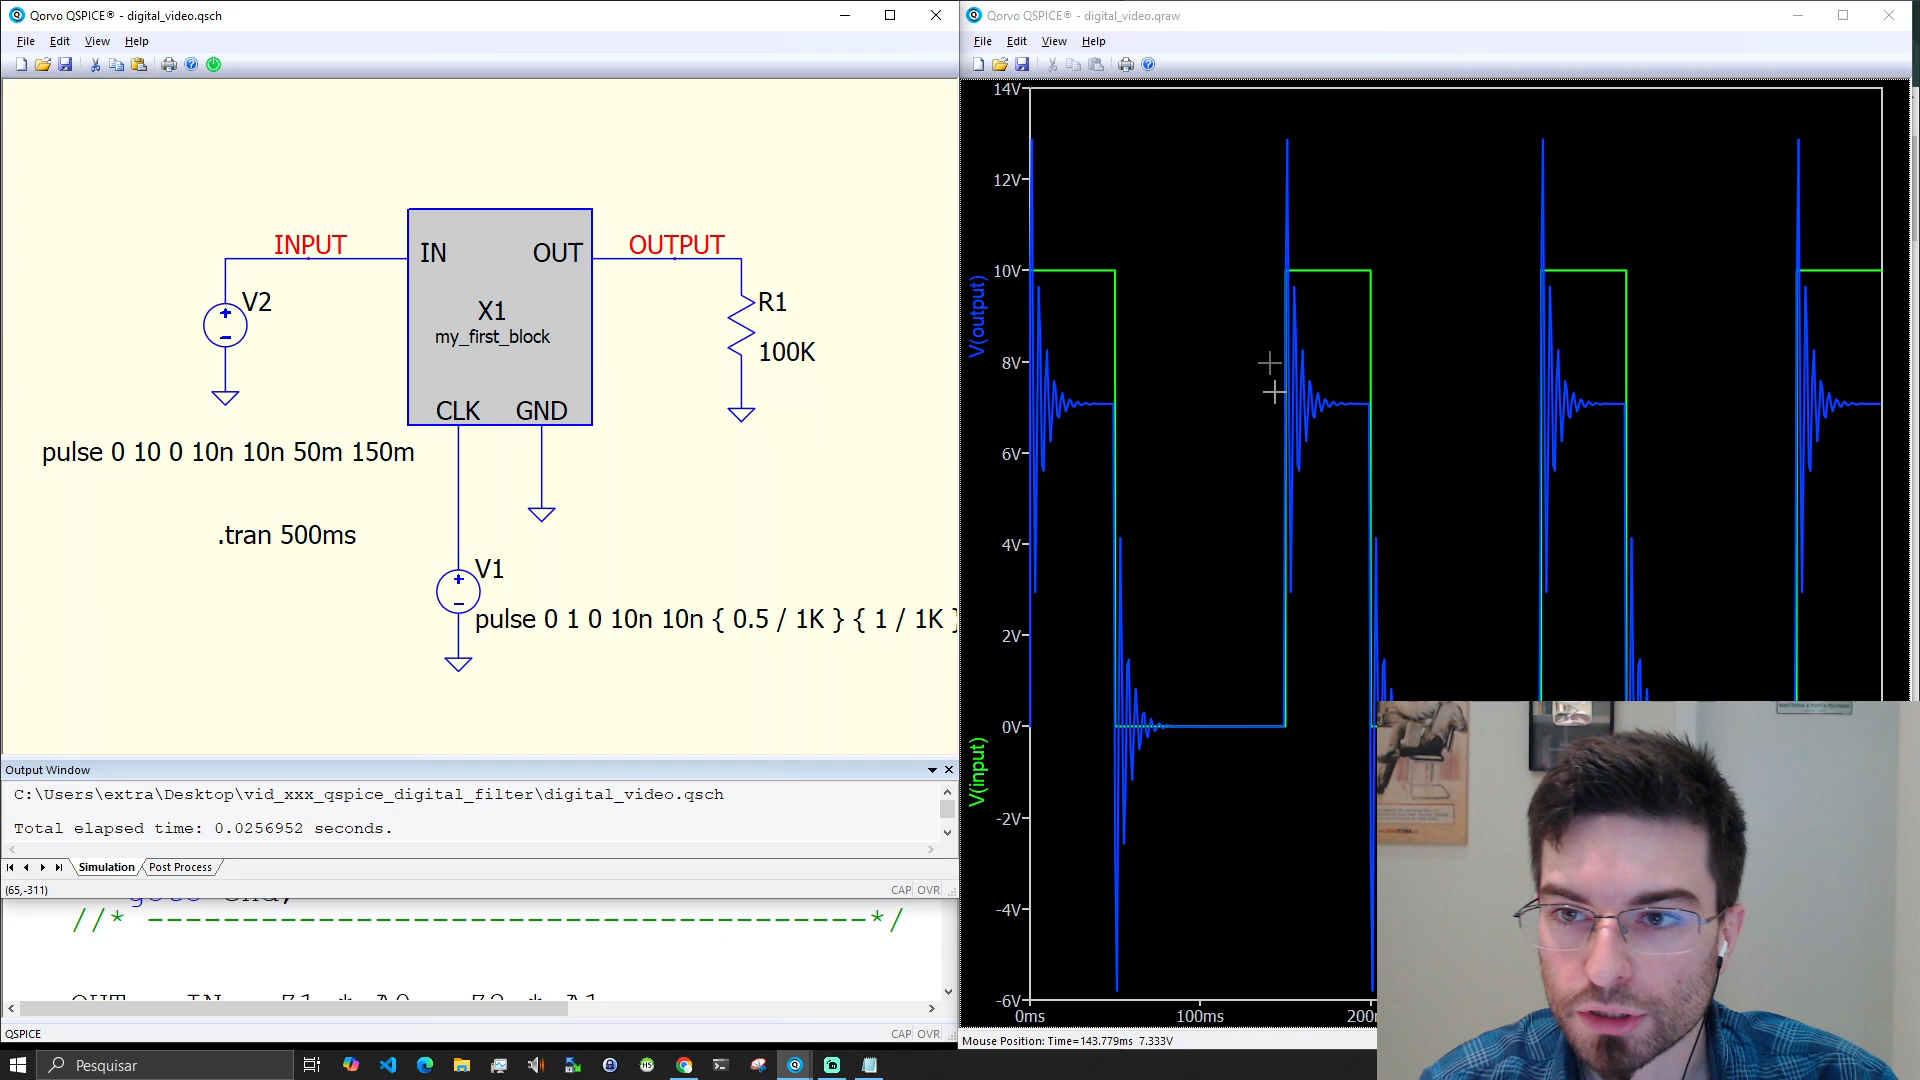 Qorvo QSPICE® - digital_video.qsch
File Edit View Help
INPUT
IN
OUT
OUTPUT
V2
X1
my_first_block
R1
100K
CLK
GND
pulse 0 10 0 10n 10n 50m 150m
.tran 500ms
V1
pulse 0 1 0 10n 10n { 0.5 / 1K } { 1 / 1K }
Output Window
C:\Users\extra\Desktop\vid_xxx_qspice_digital_filter\digital_video.qsch
Total elapsed time: 0.0256952 seconds.
Simulation
Post Process
(65,-311)
CAP OVR
//* ------------------------------------*/
QSPICE
CAP OVR
Qorvo QSPICE® - digital_video.qraw
File Edit View Help
14V
12V
10V
8V
6V
4V
2V
0V
-2V
-4V
-6V
V(output)
V(input)
0ms
100ms
Mouse Position: Time=143.779ms 7.333V
Pesquisar